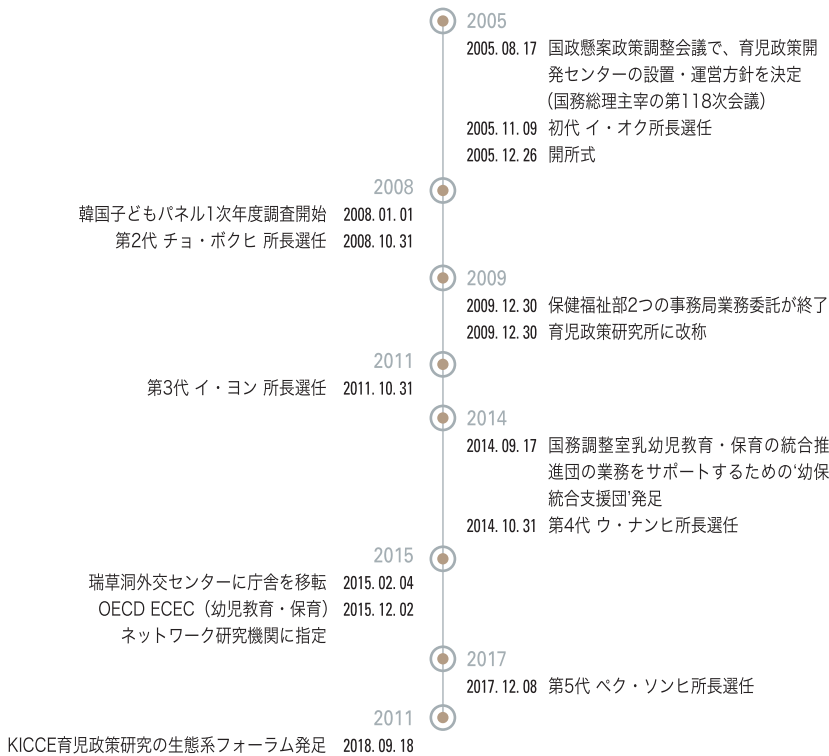 2005
2005. 08. 17 国政懸案政策調整会議で、育児政策開
発センターの設置・運営方針を決定
(国務総理主宰の第118次会議)
2005. 11. 09 初代 イ・オク所長選任
2005. 12. 26 開所式
2008
韓国子どもパネル1次年度調査開始 2008. 01. 01
第2代 チョ・ボクヒ 所長選任 2008. 10. 31
2009
2009. 12. 30 保健福祉部2つの事務局業務委託が終了
2009. 12. 30 育児政策研究所に改称
2011
第3代 イ・ヨン 所長選任 2011. 10. 31
2014
2014. 09. 17 国務調整室乳幼児教育・保育の統合推
進団の業務をサポートするための‘幼保
統合支援団’発足
2014. 10. 31 第4代 ウ・ナンヒ所長選任
2015
瑞草洞外交センターに庁舎を移転 2015. 02. 04
OECD ECEC（幼児教育・保育） 2015. 12. 02
ネットワーク研究機関に指定
2017
2017. 12. 08 第5代 ペク・ソンヒ所長選任
2011
KICCE育児政策研究の生態系フォーラム発足 2018. 09. 18